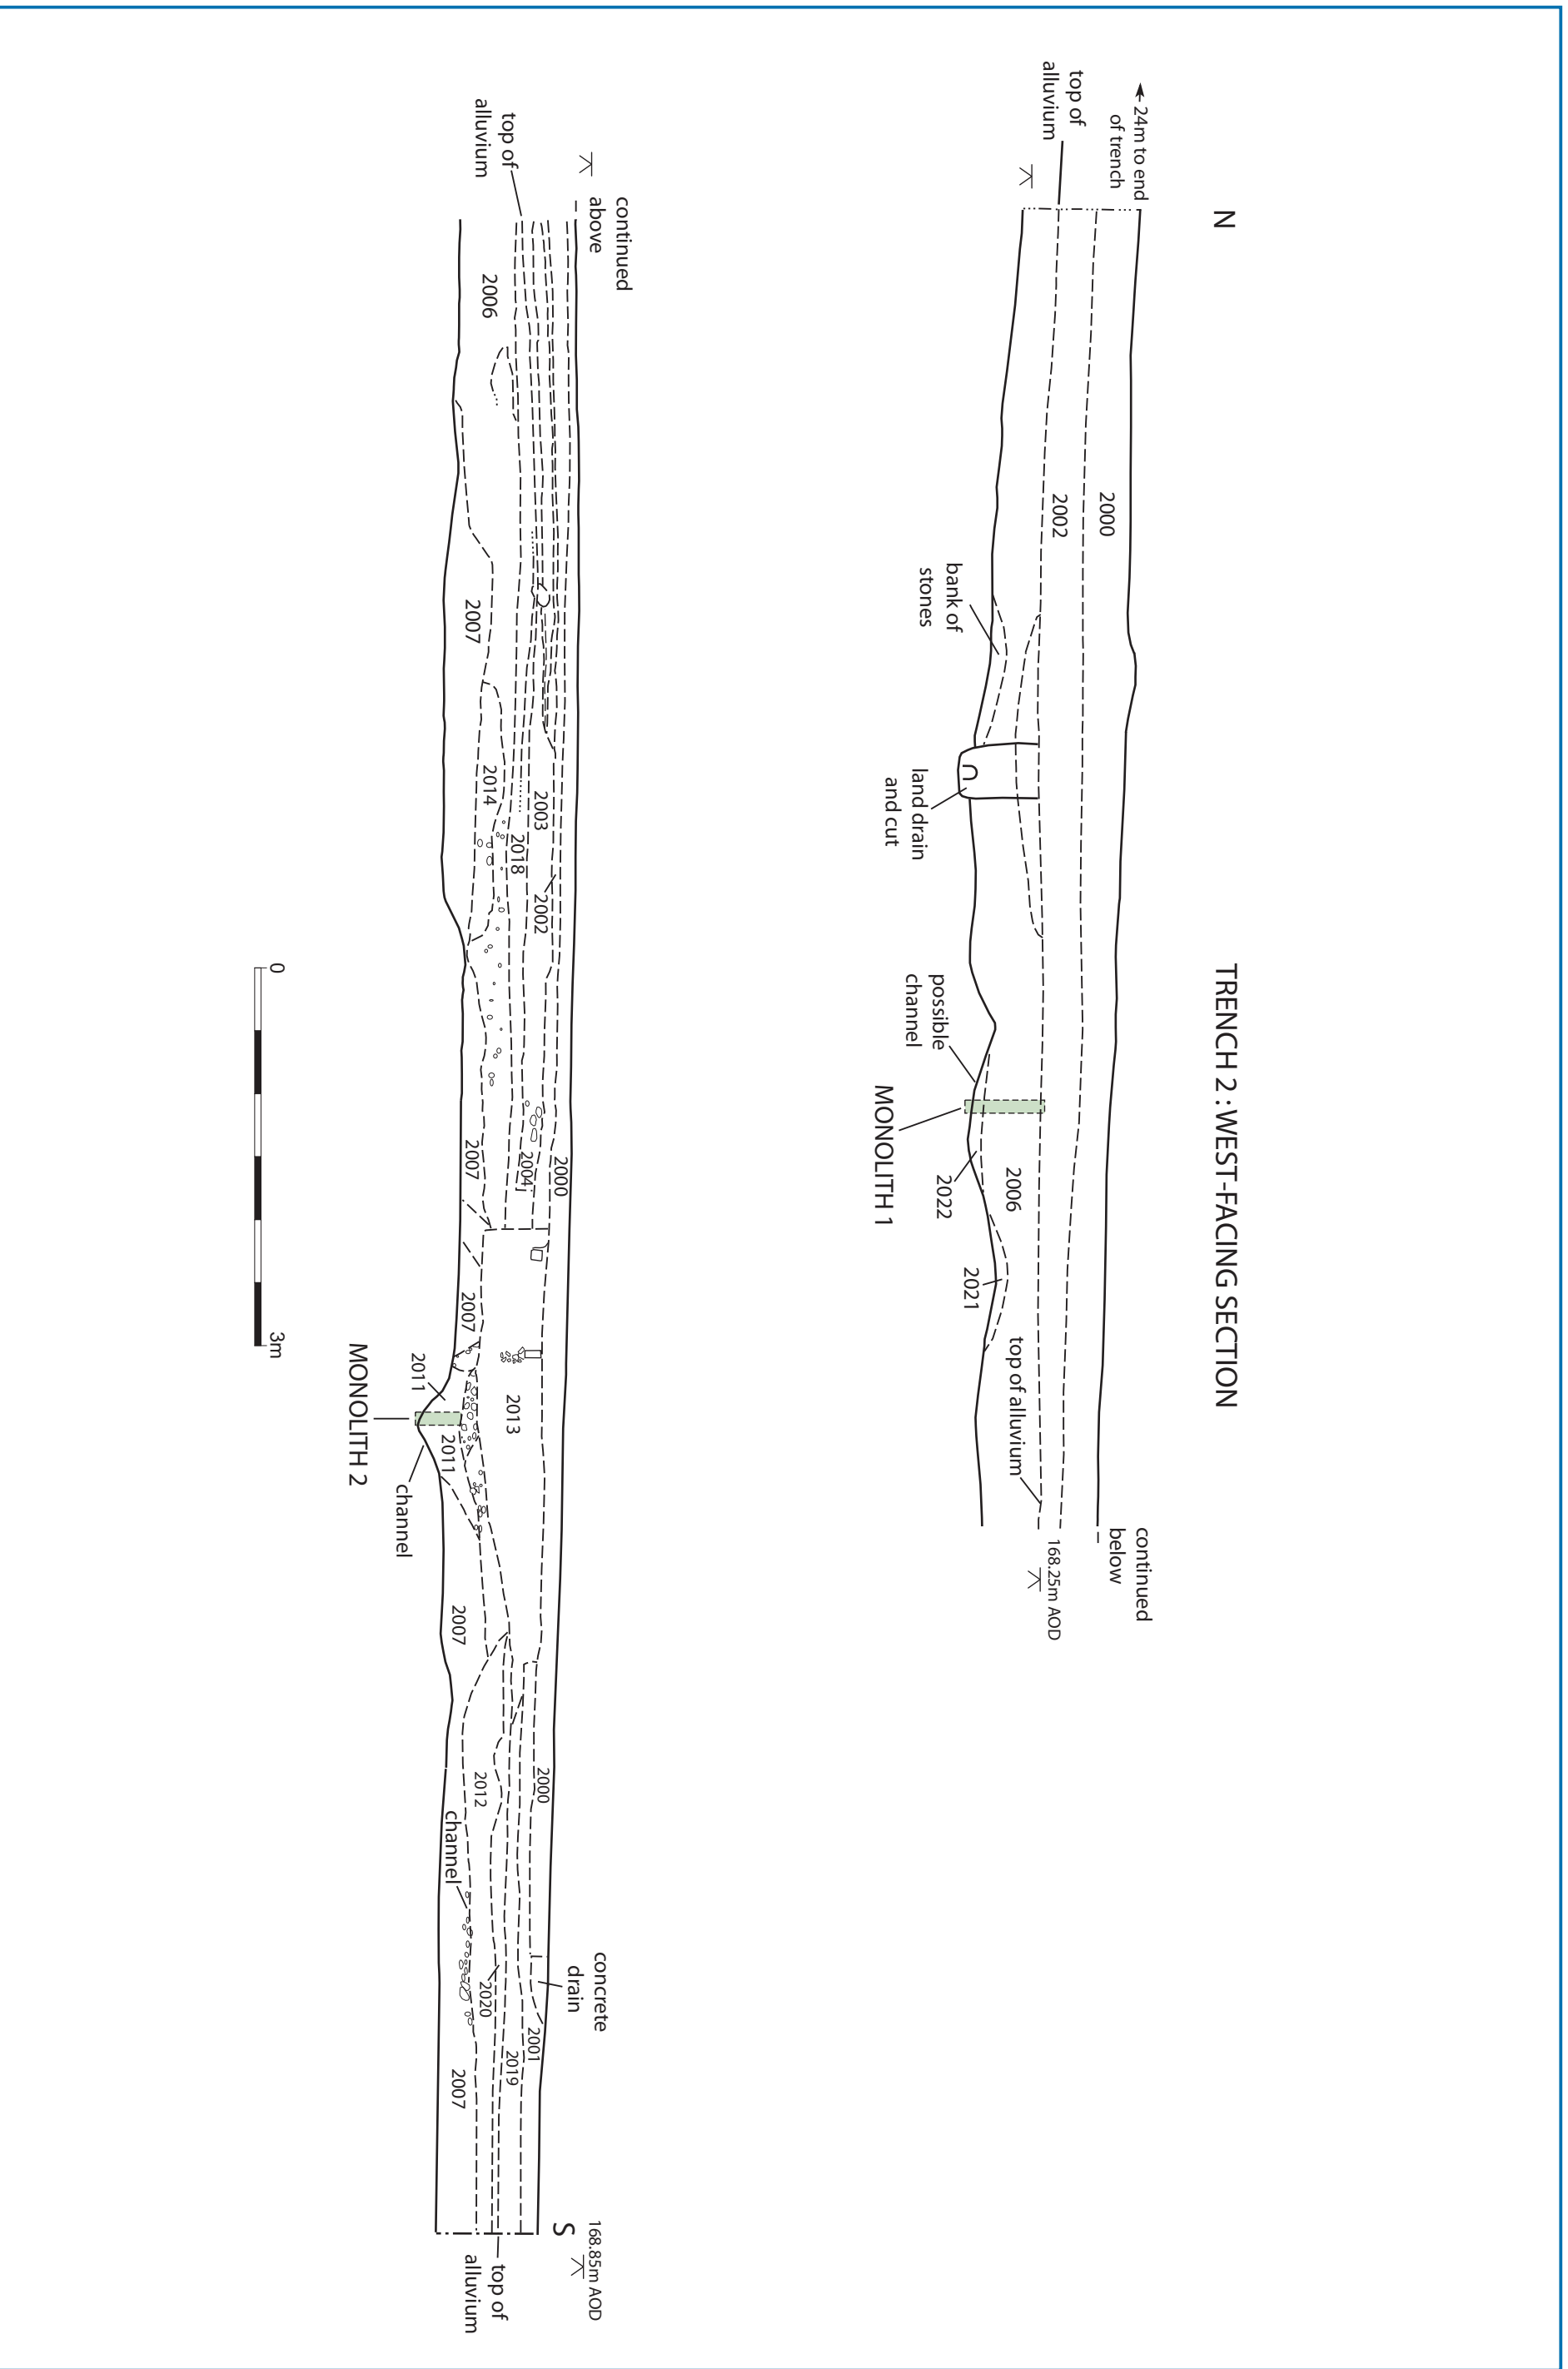 TRENCH 2 : WEST-FACING SECTION
N
24m to end
of trench
top of
alluvium
2000
2002
bank of
stones
land drain
and cut
possible
channel
MONOLITH 1
2006
2022
2021
top of alluvium
168.25m AOD
continued
below
continued
above
top of
alluvium
2006
2007
2014
2018
2003
2002
2004
2000
2007
2007
2013
2011
2011
MONOLITH 2
channel
2007
2012
channel
2000
2020
2019
2001
concrete
drain
2007
S
168.85m AOD
top of
alluvium
0
3m